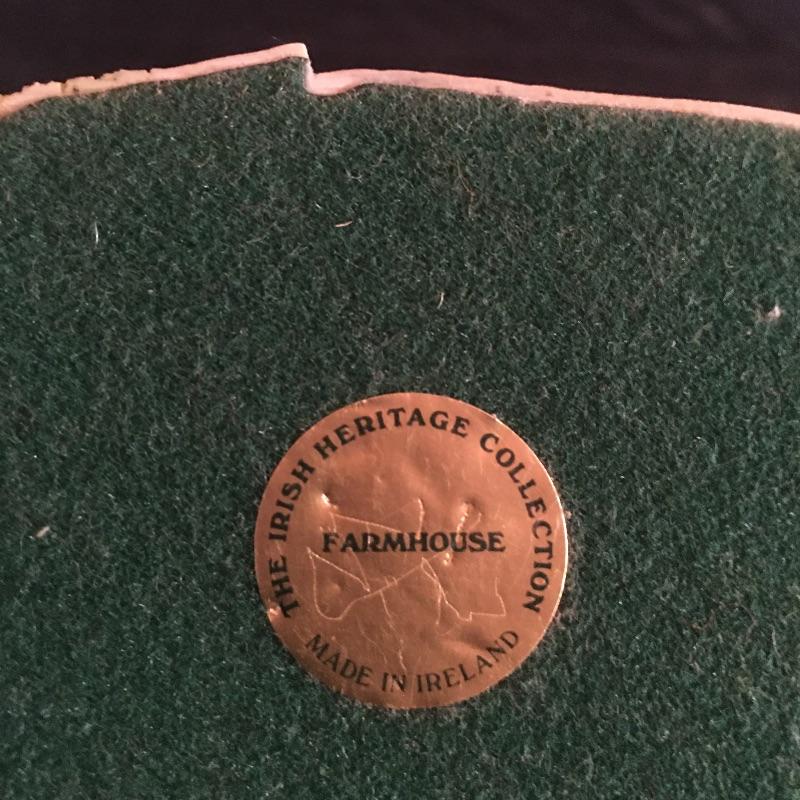 THE IRISH HERITAGE COLLECTION
FARMHOUSE
MADE IN IRELAND